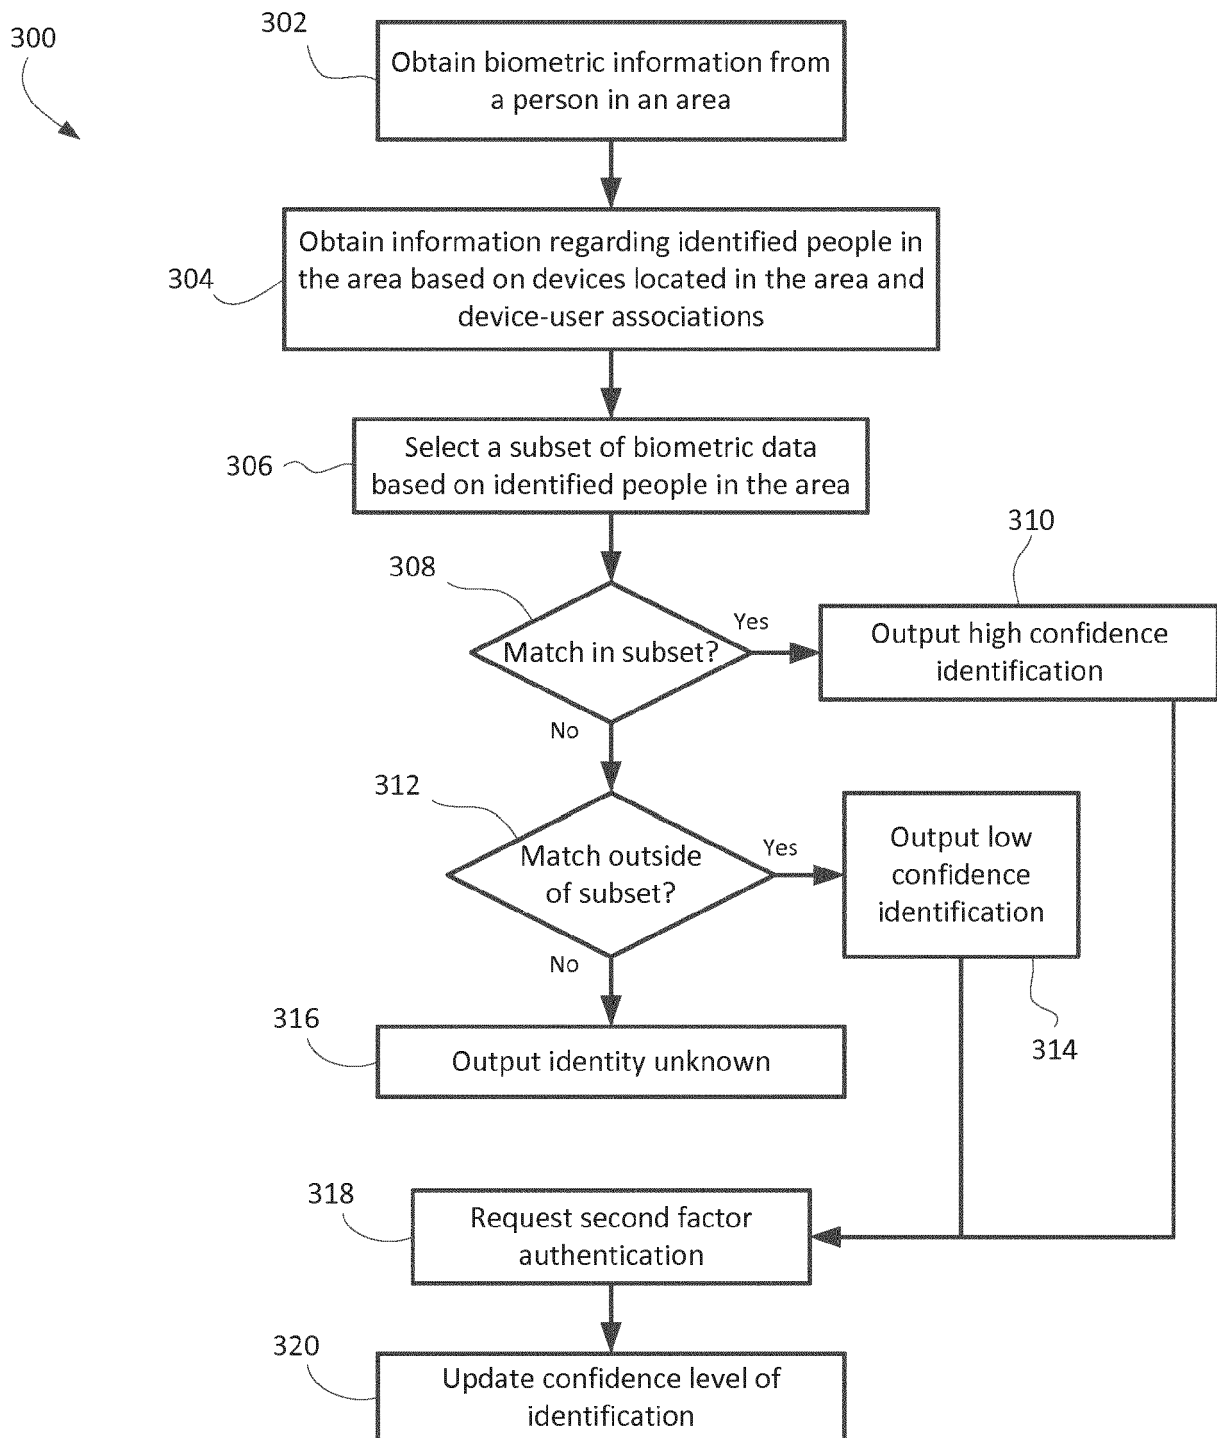 300
302
Obtain biometric information from
a person in an area
304
Obtain information regarding identified people in
the area based on devices located in the area and
device-user associations
306
Select a subset of biometric data
based on identified people in the area
308
Match in subset?
Yes
No
310
Output high confidence
identification
312
Match outside
of subset?
Yes
No
Output low
confidence
identification
314
316
Output identity unknown
318
Request second factor
authentication
320
Update confidence level of
identification